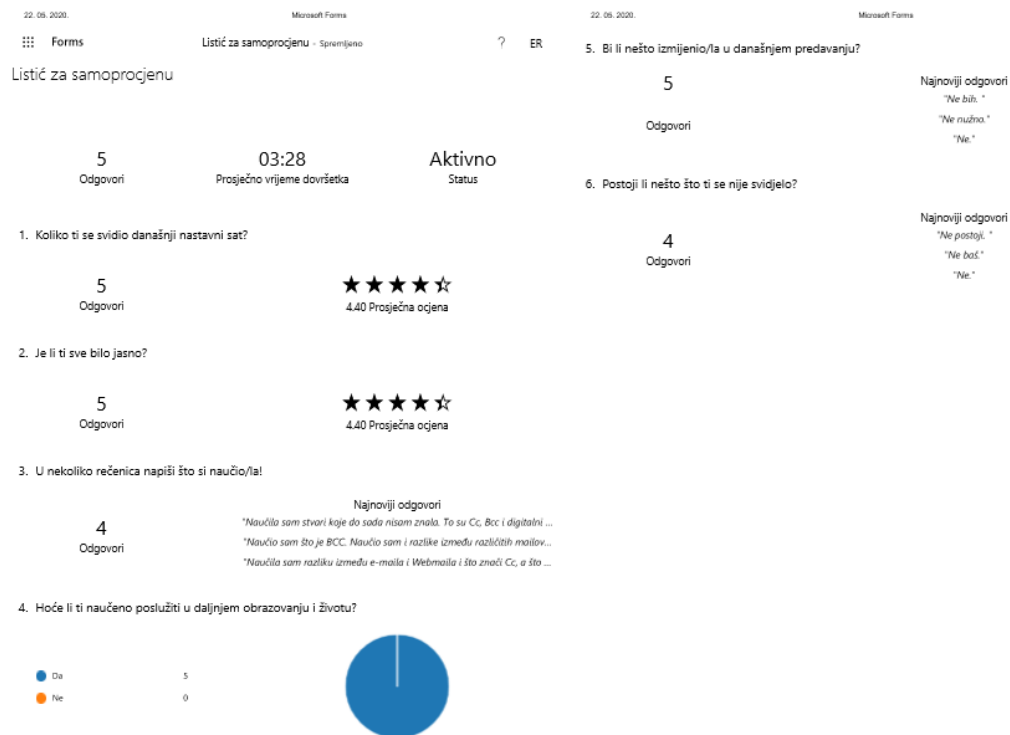 22. 05. 2020.
Microsoft Forms
Forms
Listić za samoprocjenu - Spremljeno
?
ER
Listić za samoprocjenu
5
Odgovori
03:28
Prosječno vrijeme dovršetka
Aktivno
Status
1. Koliko ti se svidio današnji nastavni sat?
5
Odgovori
4.40 Prosječna ocjena
2. Je li ti sve bilo jasno?
5
Odgovori
4.40 Prosječna ocjena
3. U nekoliko rečenica napiši što si naučio/la!
4
Odgovori
Najnoviji odgovori
"Naučila sam stvari koje do sada nisam znala. To su Cc, Bcc i digitalni ...
"Naučio sam što je BCC. Naučio sam i razlike između različitih mailov...
"Naučila sam razliku između e-maila i Webmaila i što znači Cc, a što ...
4. Hoće li ti naučeno poslužiti u daljnjem obrazovanju i životu?
Da 5
Ne 0
22. 05. 2020.
Microsoft Forms
5. Bi li nešto izmijenio/la u današnjem predavanju?
5
Odgovori
Najnoviji odgovori
"Ne bih. "
"Ne nužno."
"Ne."
6. Postoji li nešto što ti se nije svidjelo?
4
Odgovori
Najnoviji odgovori
"Ne postoji. "
"Ne baš."
"Ne."